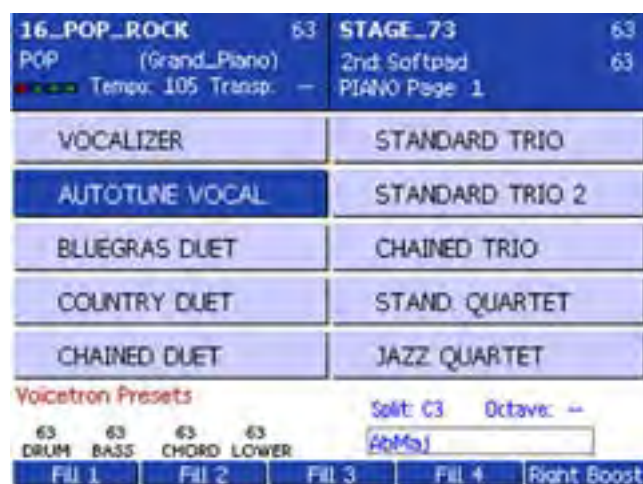 16_POP_ROCK 63
POP (Grand_Piano)
Tempo: 105 Transp: --
STAGE_73 63
2nd: Softpad 63
PIANO Page 1
VOCALIZER
AUTOTUNE VOCAL
BLUEGRAS DUET
COUNTRY DUET
CHAINED DUET
STANDARD TRIO
STANDARD TRIO 2
CHAINED TRIO
STAND. QUARTET
JAZZ QUARTET
Voicetron Presets
Split: C3 Octave: --
63 63 63 63
DRUM BASS CHORD LOWER
AbMaj
Fill 1 Fill 2 Fill 3 Fill 4 Right Boost